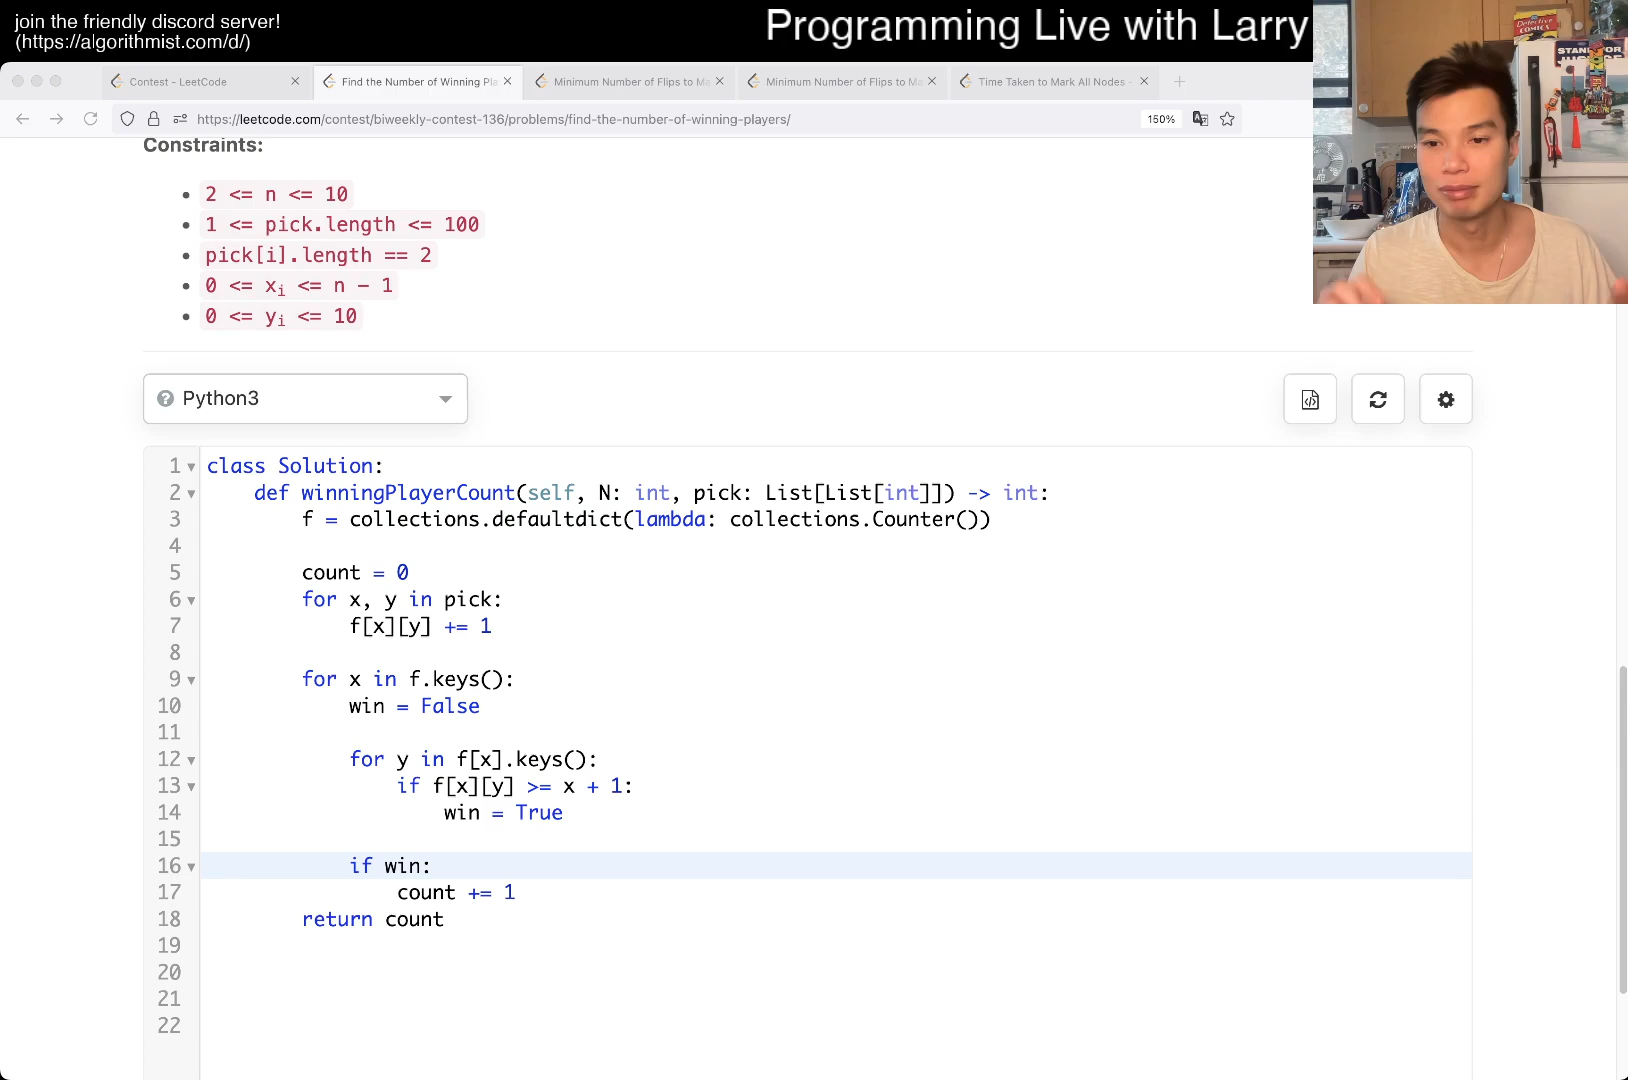 join the friendly discord server!
(https://algorithmist.com/d/)
Programming Live with Larry
Contest - LeetCode
Find the Number of Winning Pla
Minimum Number of Flips to Ma
Minimum Number of Flips to Ma
Time Taken to Mark All Nodes -
https://leetcode.com/contest/biweekly-contest-136/problems/find-the-number-of-winning-players/
150%
Constraints:
2 <= n <= 10
1 <= pick.length <= 100
pick[i].length == 2
0 <= xi <= n - 1
0 <= yi <= 10
Python3
1 class Solution:
2 def winningPlayerCount(self, N: int, pick: List[List[int]]) -> int:
3 f = collections.defaultdict(lambda: collections.Counter())
4
5 count = 0
6 for x, y in pick:
7 f[x][y] += 1
8
9 for x in f.keys():
10 win = False
11
12 for y in f[x].keys():
13 if f[x][y] >= x + 1:
14 win = True
15
16 if win:
17 count += 1
18 return count
19
20
21
22